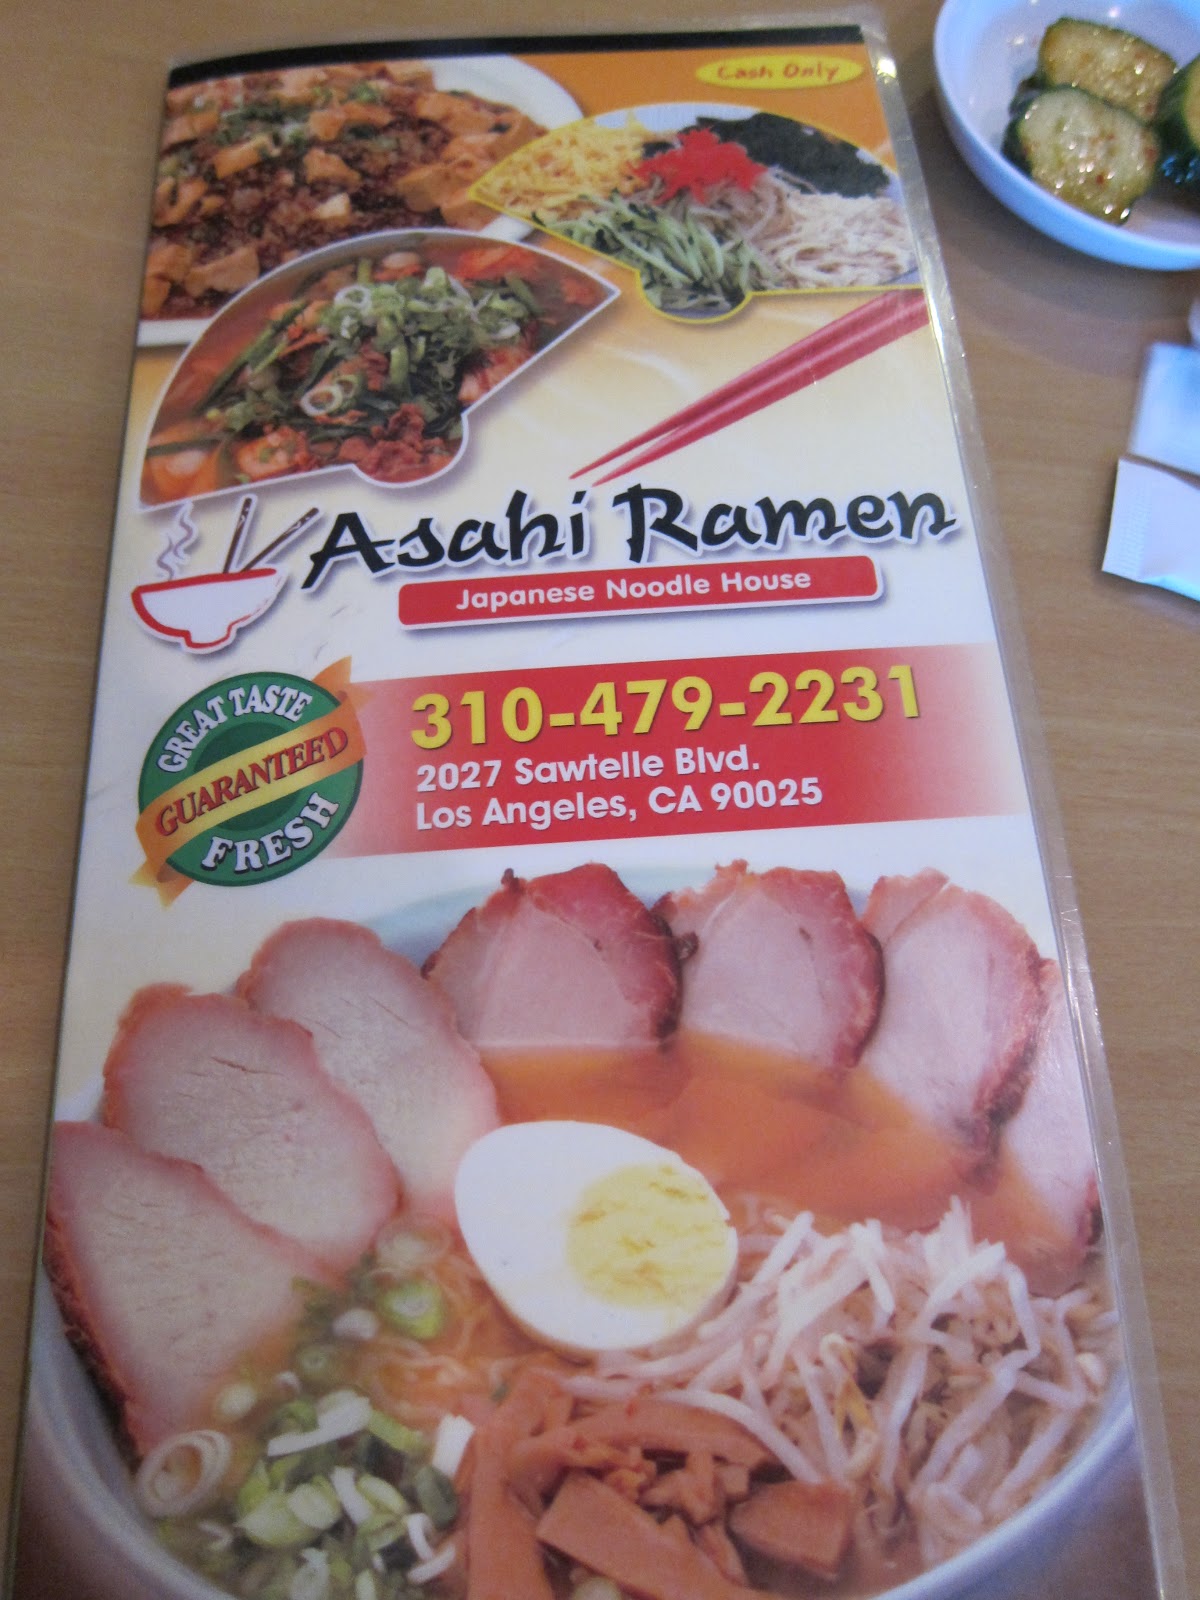 Cash Only
Asahi Ramen
Japanese Noodle House
GREAT TASTE
GUARANTEED
FRESH
310-479-2231
2027 Sawtelle Blvd.
Los Angeles, CA 90025